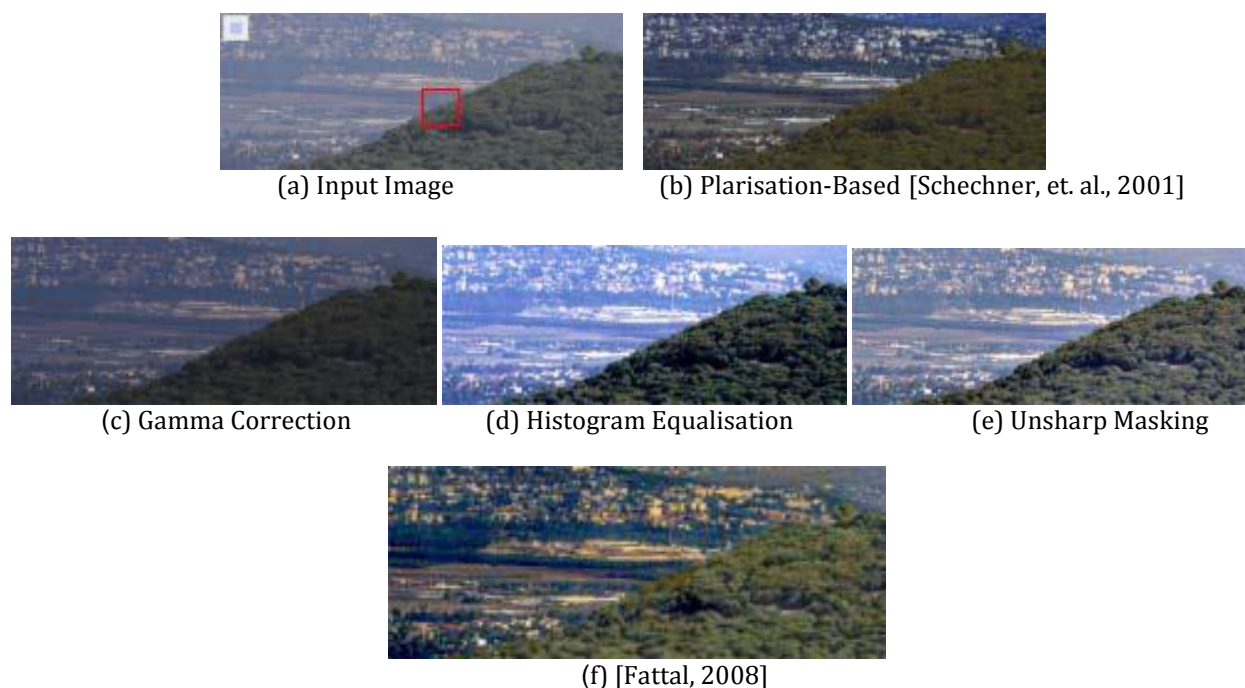 (a) Input Image
(b) Plarisation-Based [Schechner, et. al., 2001]
(c) Gamma Correction
(d) Histogram Equalisation
(e) Unsharp Masking
(f) [Fattal, 2008]